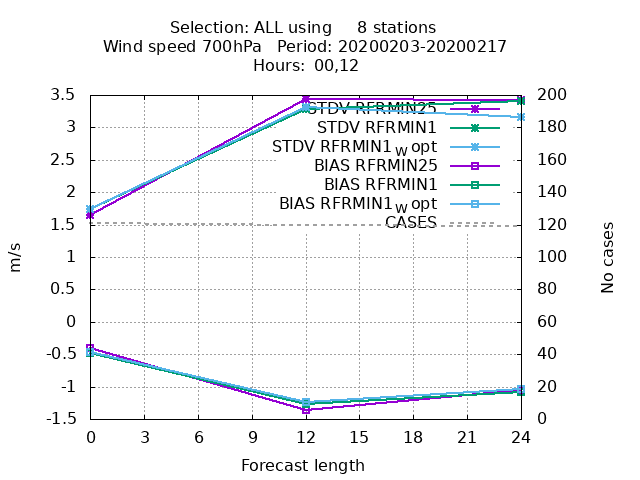 Selection: ALL using 8 stations
Wind speed 700hPa Period: 20200203-20200217
Hours: 00,12
3.5 200
STDV RFRMIN25
3 180
STDV RFRMIN1
STDV RFRMIN1w opt
2.5 160
BIAS RFRMIN25
BIAS RFRMIN1
2 140
BIAS RFRMIN1w opt
CASES
1.5 120
1 100
m/s
No cases
0.5 80
0 60
-0.5 40
-1 20
-1.5 0
0 3 6 9 12 15 18 21 24
Forecast length